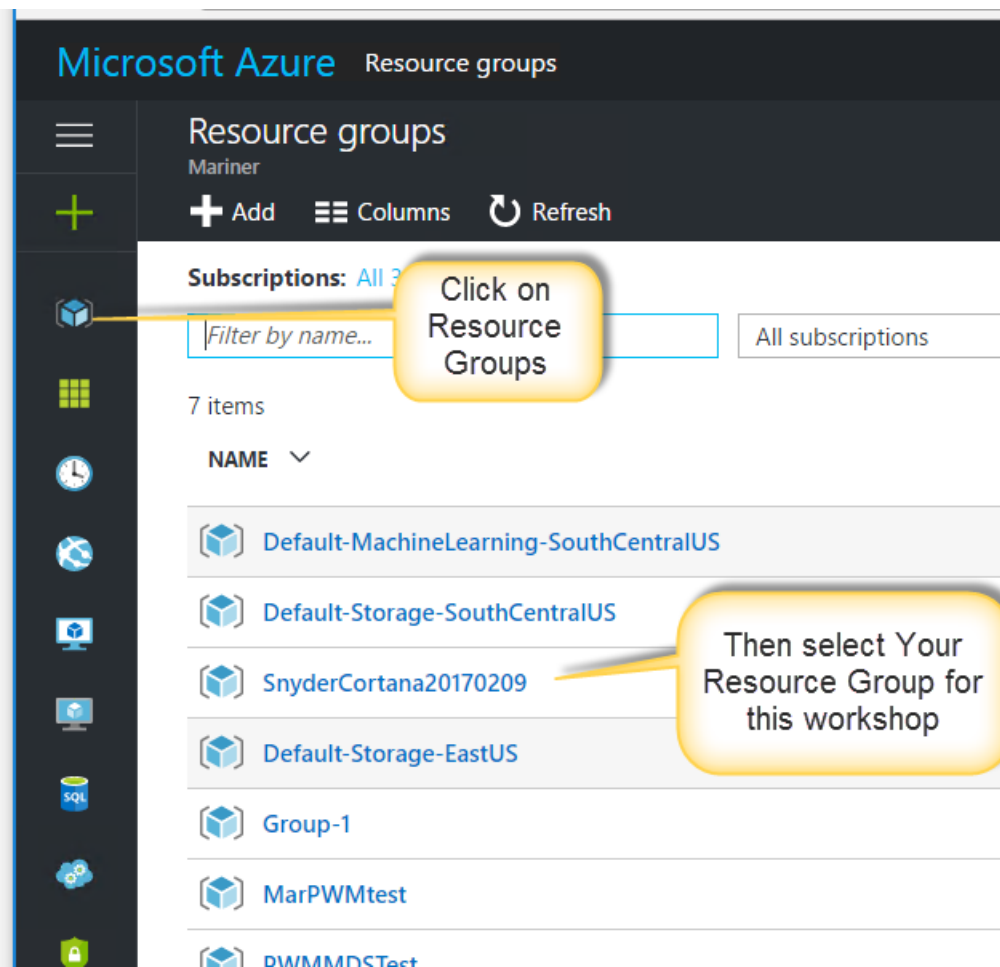 Microsoft Azure Resource groups
Resource groups
Mariner
Add Columns Refresh
Subscriptions: All 3
Click on
Resource
Groups
Filter by name...
All subscriptions
7 items
NAME
Default-MachineLearning-SouthCentralUS
Default-Storage-SouthCentralUS
Then select Your
Resource Group for
this workshop
SnyderCortana20170209
Default-Storage-EastUS
SQL
Group-1
MarPWMtest
PWMMDSTest